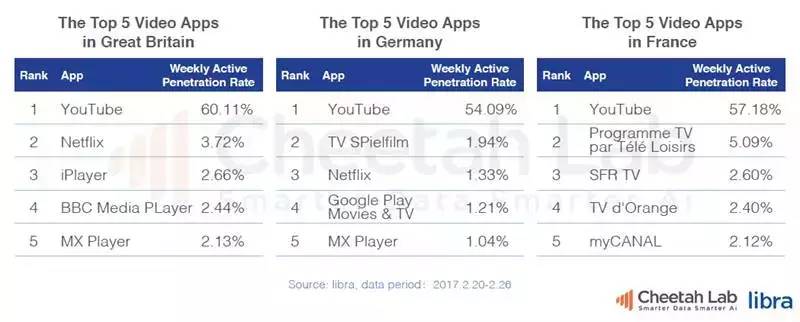 The Top 5 Video Apps
in Great Britain
Rank App Weekly Active
Penetration Rate
1 YouTube 60.11%
2 Netflix 3.72%
3 iPlayer 2.66%
4 BBC Media PLayer 2.44%
5 MX Player 2.13%
The Top 5 Video Apps
in Germany
Rank App Weekly Active
Penetration Rate
1 YouTube 54.09%
2 TV SPielfilm 1.94%
3 Netflix 1.33%
4 Google Play
Movies & TV 1.21%
5 MX Player 1.04%
The Top 5 Video Apps
in France
Rank App Weekly Active
Penetration Rate
1 YouTube 57.18%
2 Programme TV
par Télé Loisirs 5.09%
3 SFR TV 2.60%
4 TV d'Orange 2.40%
5 myCANAL 2.12%
Cheetah Lab
Smarter Data Smarter Ai
Source: libra, data period: 2017 2.20-2.26
Cheetah Lab
Smarter Data Smarter Ai
libra